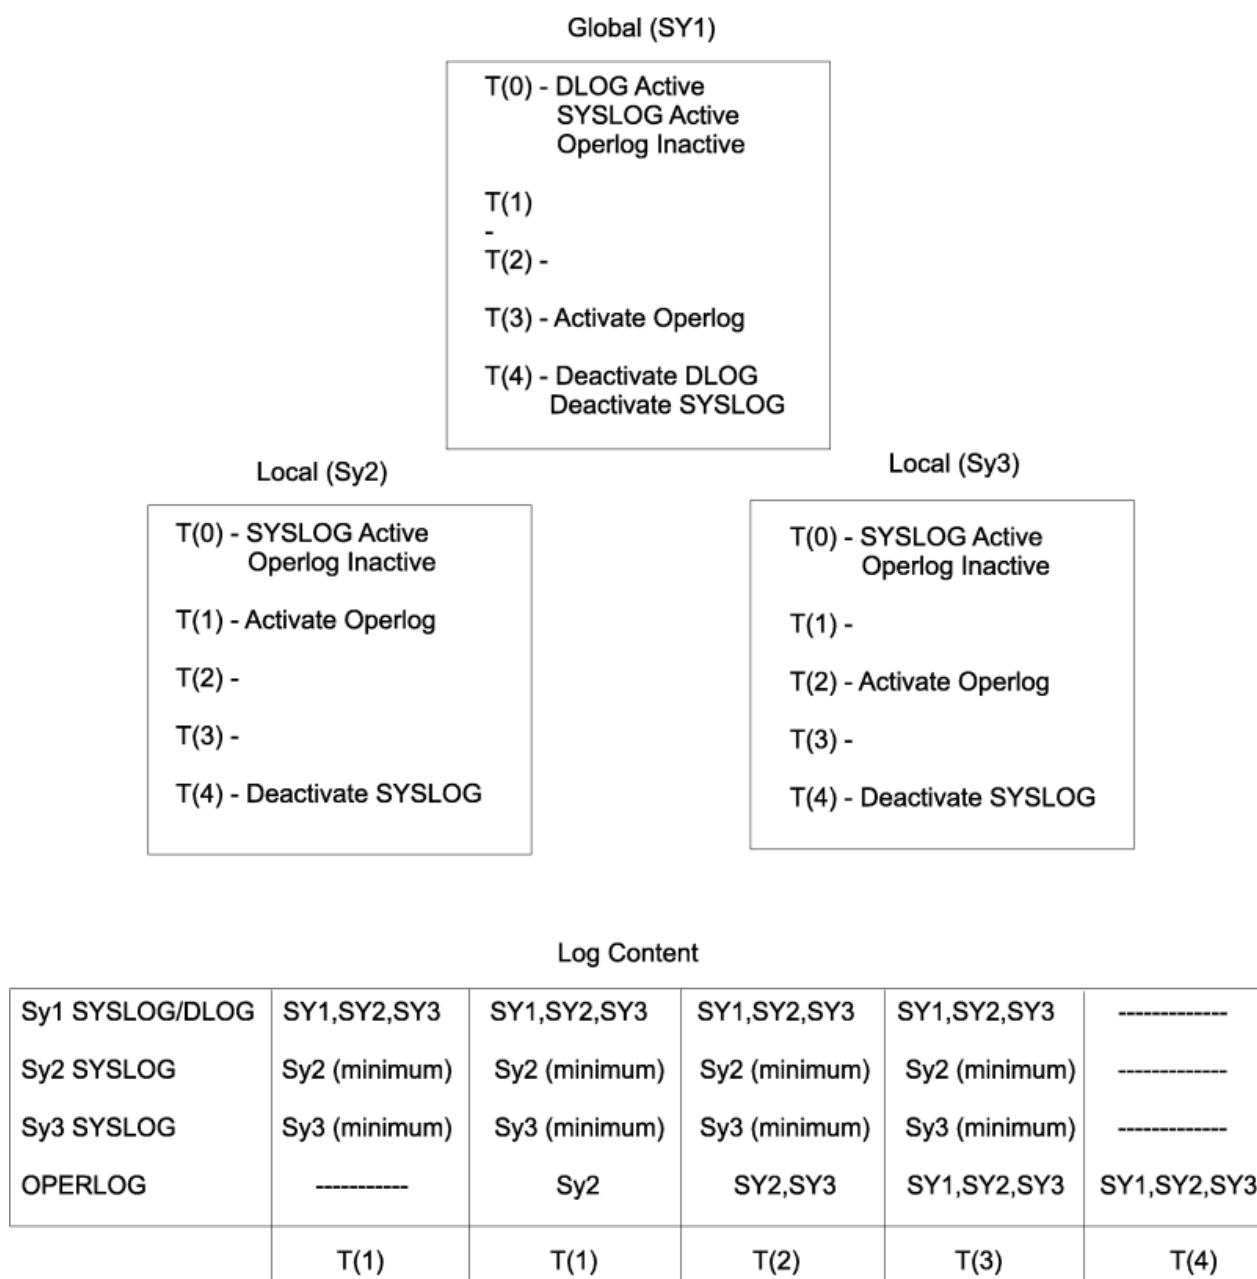 Global (SY1)
T(0) - DLOG Active
SYSLOG Active
Operlog Inactive
T(1)
-
T(2) -
T(3) - Activate Operlog
T(4) - Deactivate DLOG
Deactivate SYSLOG
Local (Sy2)
T(0) - SYSLOG Active
Operlog Inactive
T(1) - Activate Operlog
T(2) -
T(3) -
T(4) - Deactivate SYSLOG
Local (Sy3)
T(0) - SYSLOG Active
Operlog Inactive
T(1) -
T(2) - Activate Operlog
T(3) -
T(4) - Deactivate SYSLOG
Log Content
Sy1 SYSLOG/DLOG SY1,SY2,SY3 SY1,SY2,SY3 SY1,SY2,SY3 SY1,SY2,SY3 -------------
Sy2 SYSLOG Sy2 (minimum) Sy2 (minimum) Sy2 (minimum) Sy2 (minimum) -------------
Sy3 SYSLOG Sy3 (minimum) Sy3 (minimum) Sy3 (minimum) Sy3 (minimum) -------------
OPERLOG ----------- Sy2 SY2,SY3 SY1,SY2,SY3 SY1,SY2,SY3
T(1) T(1) T(2) T(3) T(4)